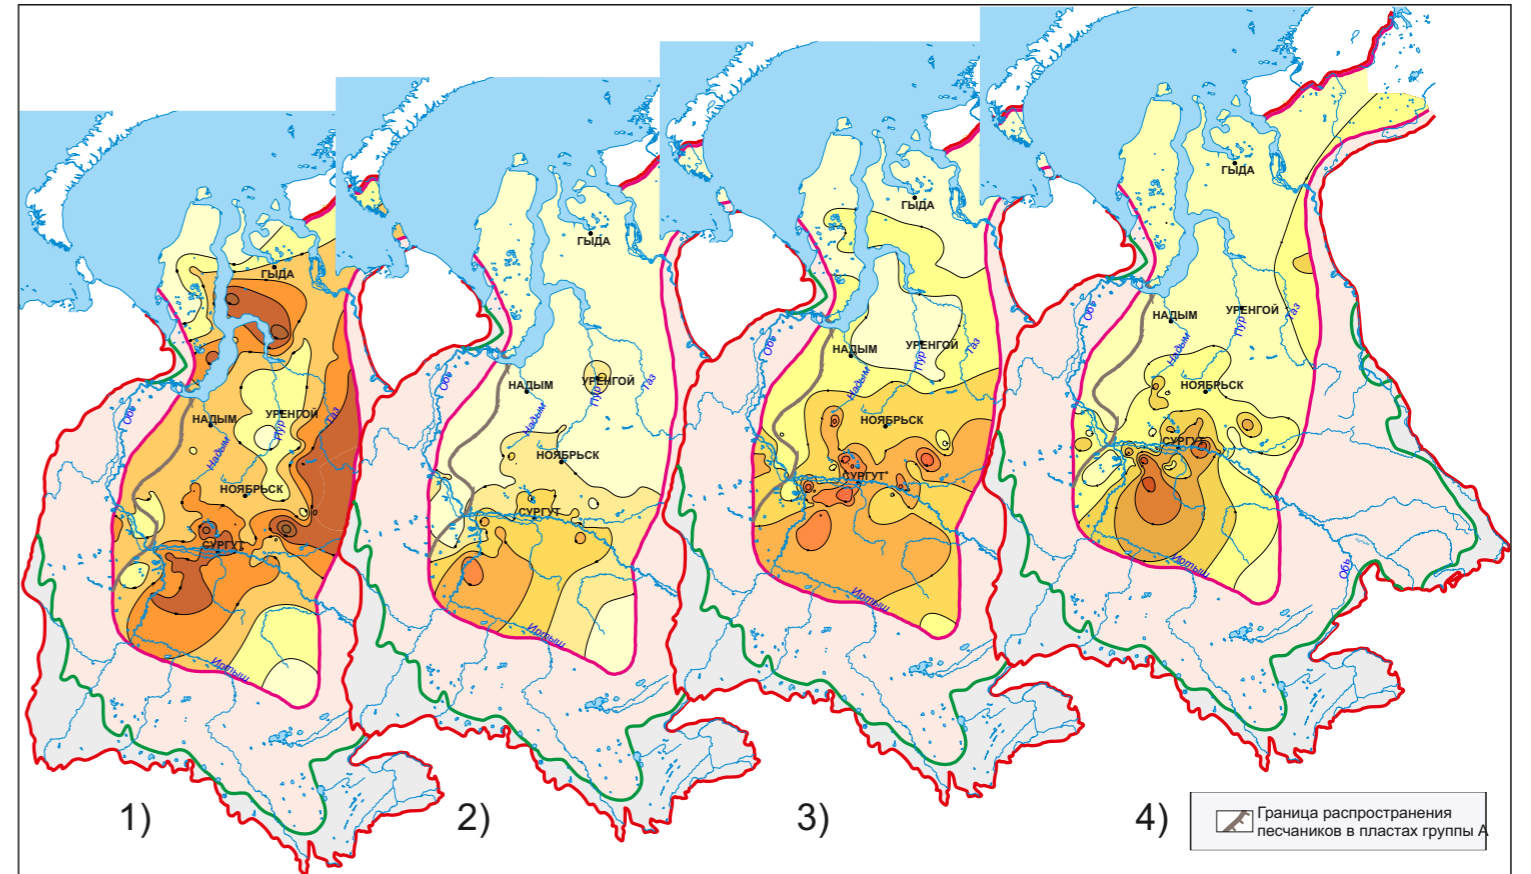 ГЫДА
Обь
НАДЫМ
Надым
УРЕНГОЙ
Пур
Таз
НОЯБРЬСК
СУРГУТ
Иртыш
1)
ГЫДА
Обь
НАДЫМ
Надым
УРЕНГОЙ
Пур
Таз
НОЯБРЬСК
СУРГУТ
Иртыш
2)
ГЫДА
Обь
НАДЫМ
Надым
УРЕНГОЙ
Пур
Таз
НОЯБРЬСК
СУРГУТ
Иртыш
3)
ГЫДА
Обь
НАДЫМ
Надым
УРЕНГОЙ
Пур
Таз
НОЯБРЬСК
СУРГУТ
Иртыш
Обь
4)
Граница распространения
песчаников в пластах группы А